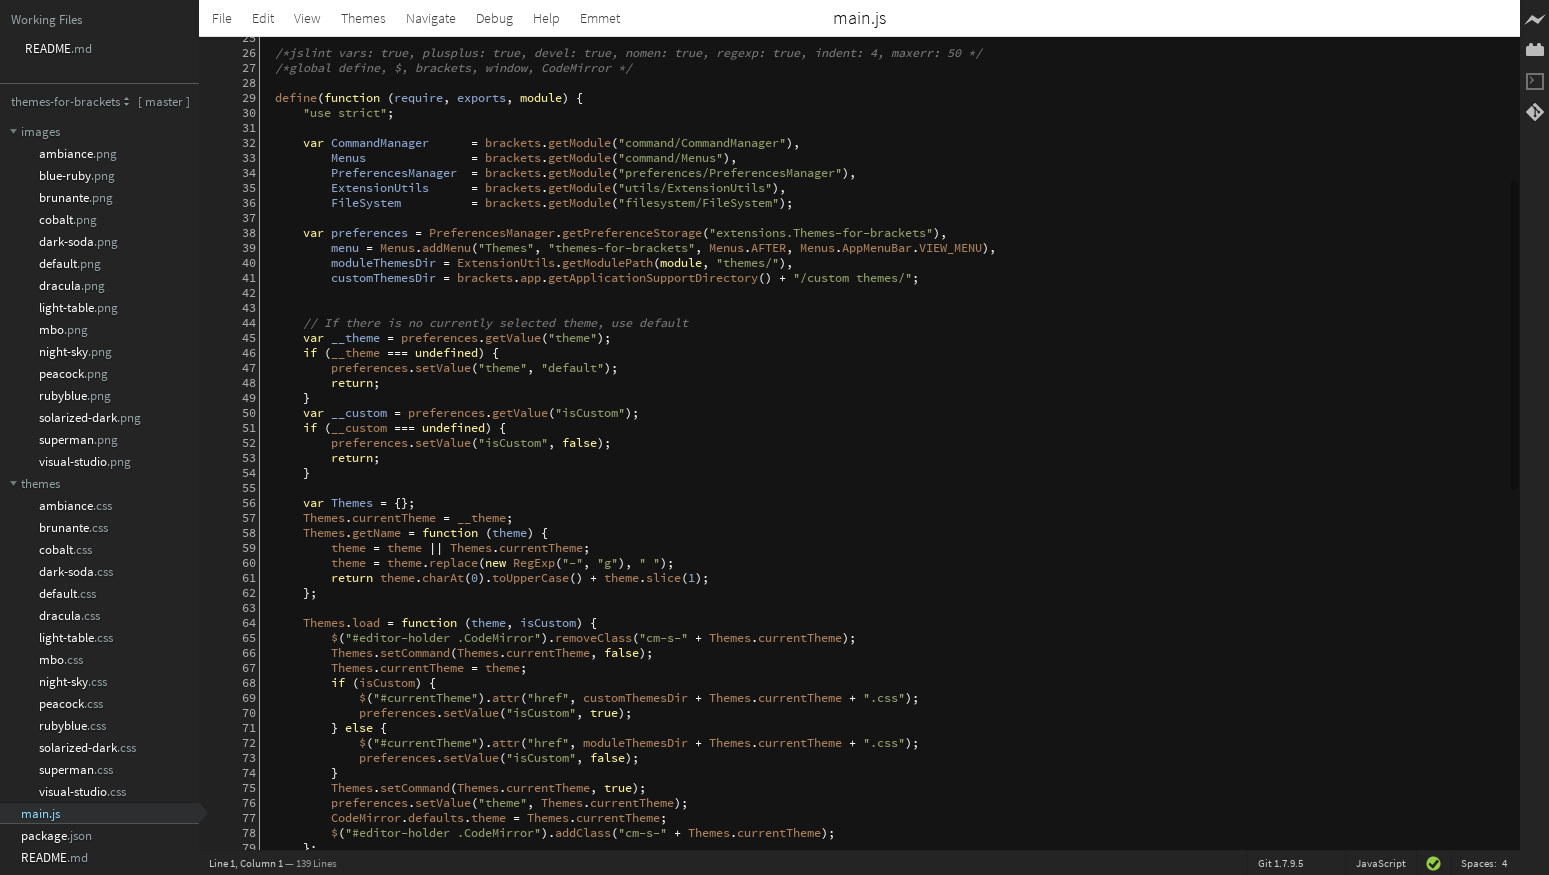 Working Files
README.md
themes-for-brackets [ master ]
images
ambiance.png
blue-ruby.png
brunante.png
cobalt.png
dark-soda.png
default.png
dracula.png
light-table.png
mbo.png
night-sky.png
peacock.png
rubyblue.png
solarized-dark.png
superman.png
visual-studio.png
themes
ambiance.css
brunante.css
cobalt.css
dark-soda.css
default.css
dracula.css
light-table.css
mbo.css
night-sky.css
peacock.css
rubyblue.css
solarized-dark.css
superman.css
visual-studio.css
main.js
package.json
README.md
File Edit View Themes Navigate Debug Help Emmet
main.js
25
26 /*jslint vars: true, plusplus: true, devel: true, nomen: true, regexp: true, indent: 4, maxerr: 50 */
27 /*global define, $, brackets, window, CodeMirror */
28
29 define(function (require, exports, module) {
30     "use strict";
31
32     var CommandManager      = brackets.getModule("command/CommandManager"),
33         Menus               = brackets.getModule("command/Menus"),
34         PreferencesManager  = brackets.getModule("preferences/PreferencesManager"),
35         ExtensionUtils      = brackets.getModule("utils/ExtensionUtils"),
36         FileSystem          = brackets.getModule("filesystem/FileSystem");
37
38     var preferences = PreferencesManager.getPreferenceStorage("extensions.Themes-for-brackets"),
39         menu = Menus.addMenu("Themes", "themes-for-brackets", Menus.AFTER, Menus.AppMenuBar.VIEW_MENU),
40         moduleThemesDir = ExtensionUtils.getModulePath(module, "themes/"),
41         customThemesDir = brackets.app.getApplicationSupportDirectory() + "/custom themes/";
42
43
44     // If there is no currently selected theme, use default
45     var __theme = preferences.getValue("theme");
46     if (__theme === undefined) {
47         preferences.setValue("theme", "default");
48         return;
49     }
50     var __custom = preferences.getValue("isCustom");
51     if (__custom === undefined) {
52         preferences.setValue("isCustom", false);
53         return;
54     }
55
56     var Themes = {};
57     Themes.currentTheme = __theme;
58     Themes.getName = function (theme) {
59         theme = theme || Themes.currentTheme;
60         theme = theme.replace(new RegExp("-", "g"), " ");
61         return theme.charAt(0).toUpperCase() + theme.slice(1);
62     };
63
64     Themes.load = function (theme, isCustom) {
65         $("#editor-holder .CodeMirror").removeClass("cm-s-" + Themes.currentTheme);
66         Themes.setCommand(Themes.currentTheme, false);
67         Themes.currentTheme = theme;
68         if (isCustom) {
69             $("#currentTheme").attr("href", customThemesDir + Themes.currentTheme + ".css");
70             preferences.setValue("isCustom", true);
71         } else {
72             $("#currentTheme").attr("href", moduleThemesDir + Themes.currentTheme + ".css");
73             preferences.setValue("isCustom", false);
74         }
75         Themes.setCommand(Themes.currentTheme, true);
76         preferences.setValue("theme", Themes.currentTheme);
77         CodeMirror.defaults.theme = Themes.currentTheme;
78         $("#editor-holder .CodeMirror").addClass("cm-s-" + Themes.currentTheme);
79     };
Line 1, Column 1 — 139 Lines
Git 1.7.9.5 JavaScript Spaces: 4